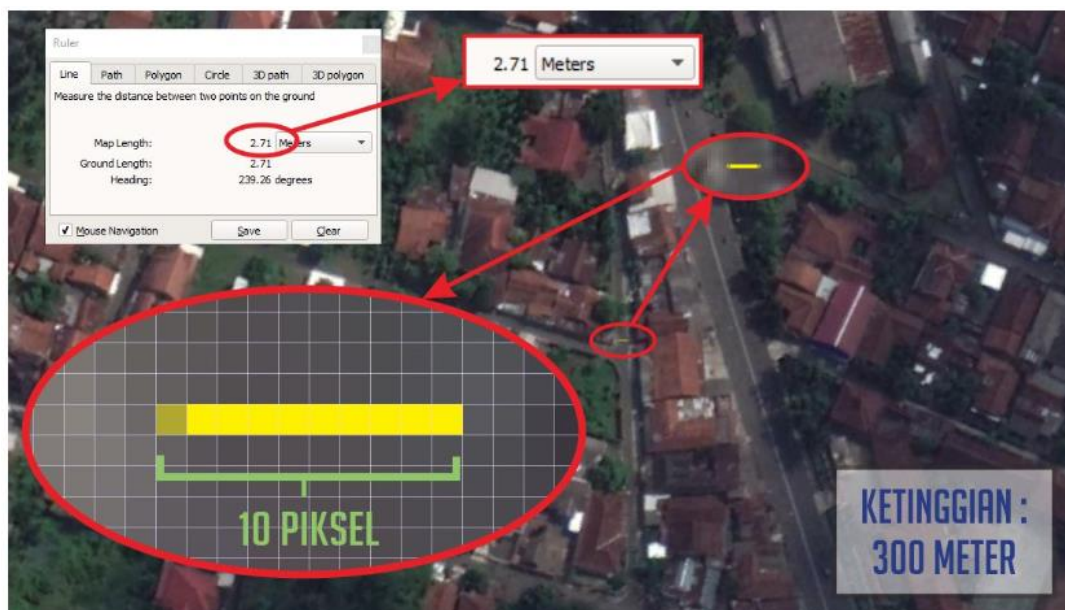 Ruler
Line Path Polygon Circle 3D path 3D polygon
Measure the distance between two points on the ground
Map Length: 2.71 Meters
Ground Length: 2.71
Heading: 239.26 degrees
Mouse Navigation Save Clear
2.71 Meters
10 PIKSEL
KETINGGIAN :
300 METER